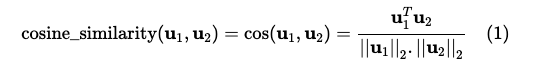 cosine_similarity(u₁, u₂) = cos(u₁, u₂) = u₁ᵀu₂ / ||u₁||₂.||u₂||₂ (1)